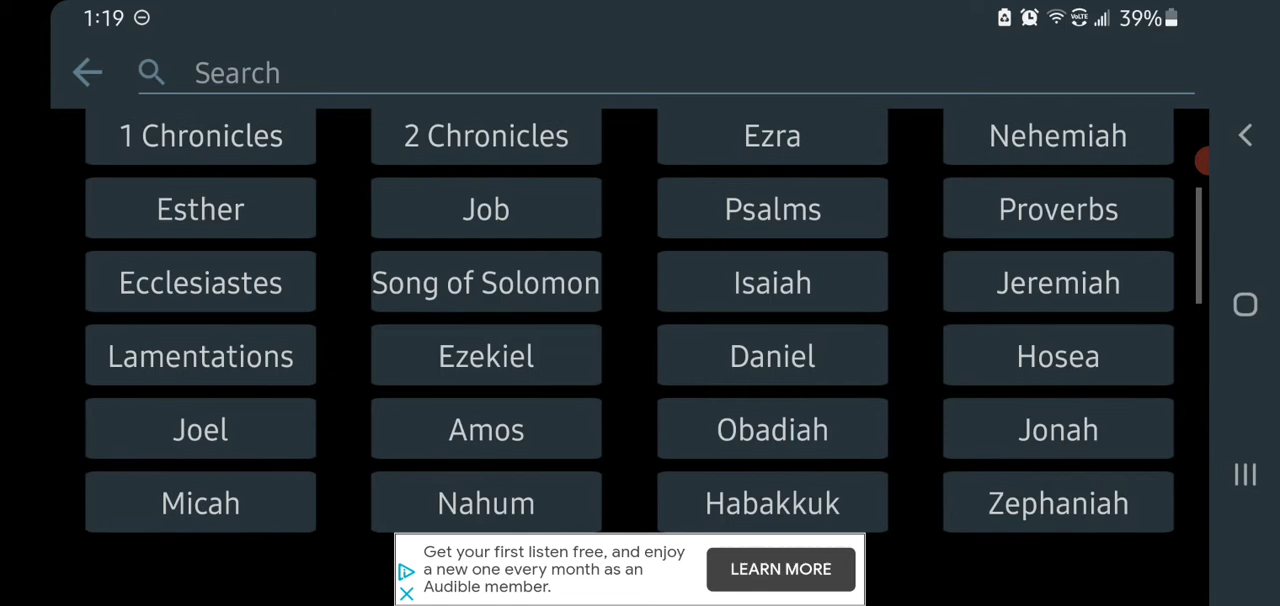 1:19
VoLTE
39%
Search
1 Chronicles 2 Chronicles Ezra Nehemiah
Esther Job Psalms Proverbs
Ecclesiastes Song of Solomon Isaiah Jeremiah
Lamentations Ezekiel Daniel Hosea
Joel Amos Obadiah Jonah
Micah Nahum Habakkuk Zephaniah
Get your first listen free, and enjoy
a new one every month as an
Audible member.
LEARN MORE